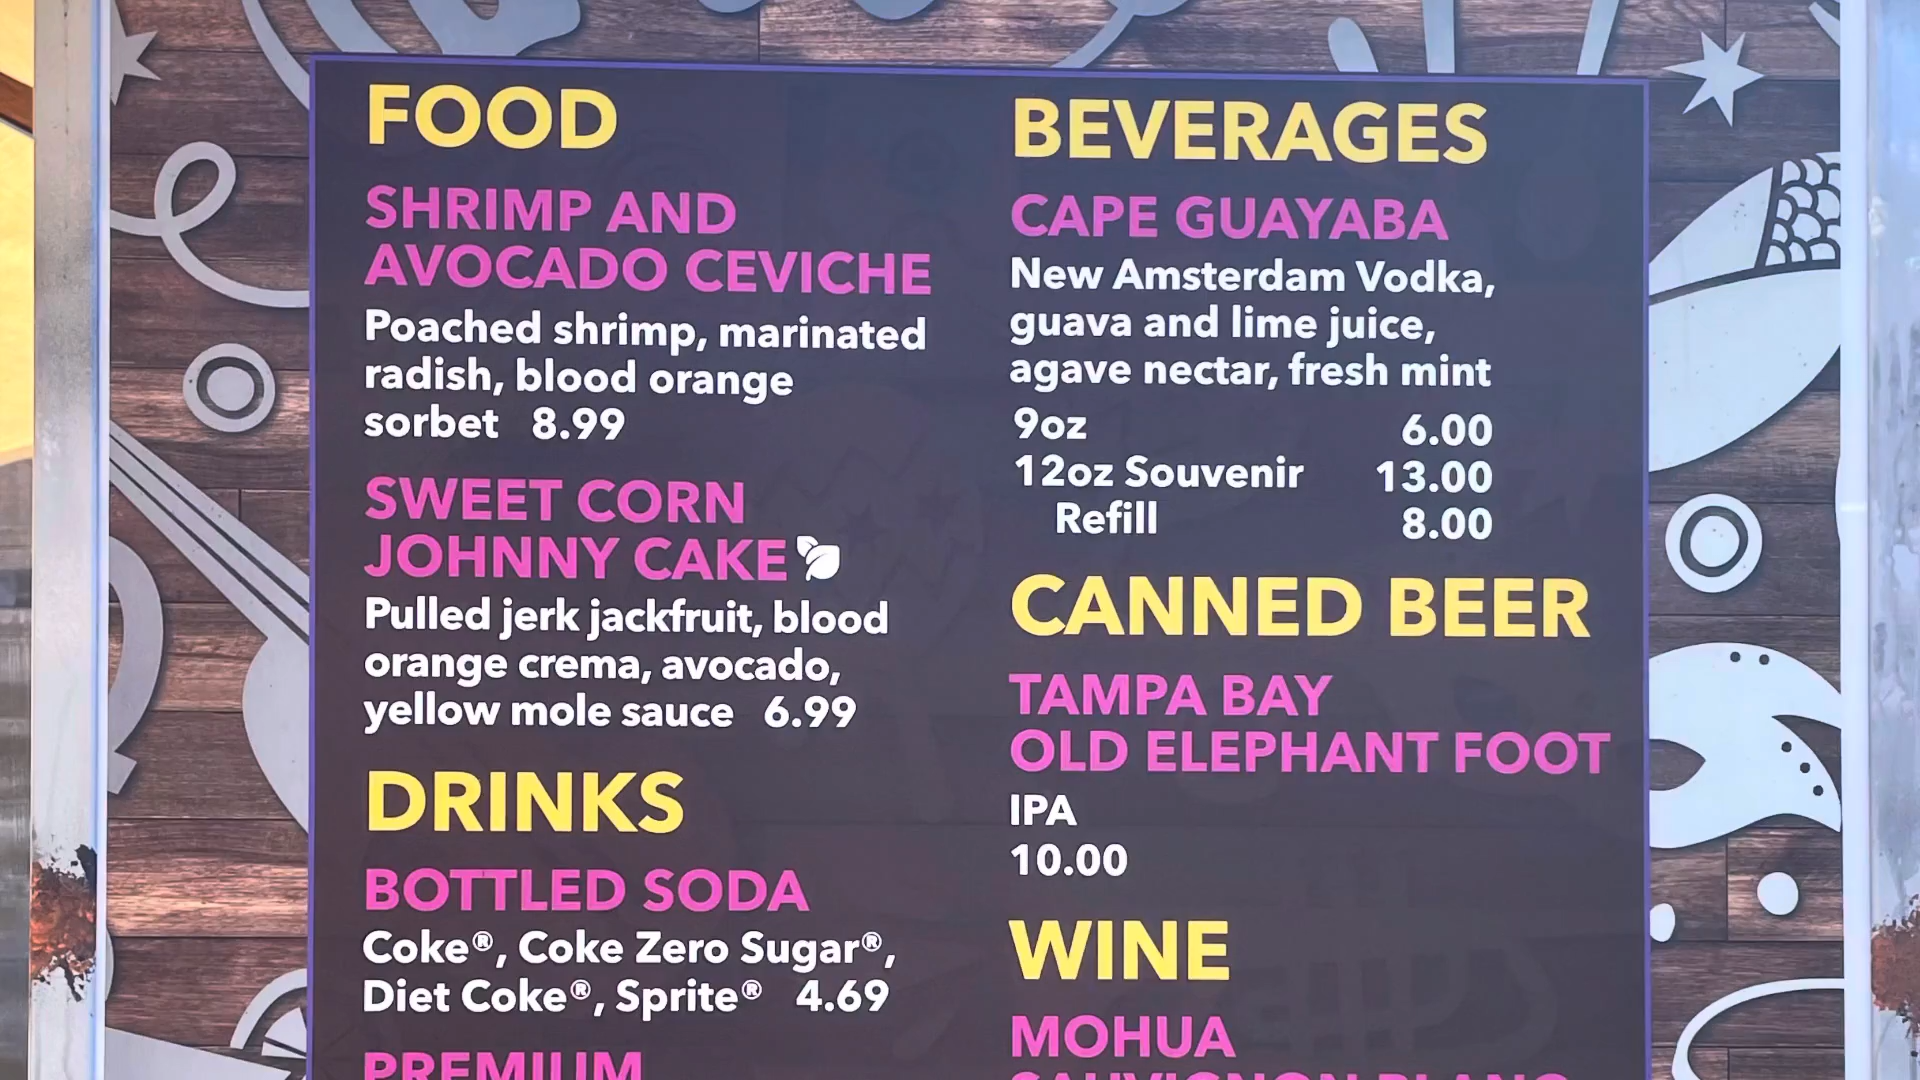 FOOD
SHRIMP AND
AVOCADO CEVICHE
Poached shrimp, marinated
radish, blood orange
sorbet 8.99
SWEET CORN
JOHNNY CAKE
Pulled jerk jackfruit, blood
orange crema, avocado,
yellow mole sauce 6.99
DRINKS
BOTTLED SODA
Coke®, Coke Zero Sugar®,
Diet Coke®, Sprite® 4.69
PREMIUM
BEVERAGES
CAPE GUAYABA
New Amsterdam Vodka,
guava and lime juice,
agave nectar, fresh mint
9oz 6.00
12oz Souvenir 13.00
Refill 8.00
CANNED BEER
TAMPA BAY
OLD ELEPHANT FOOT
IPA
10.00
WINE
MOHUA
SAUVIGNON BLANC